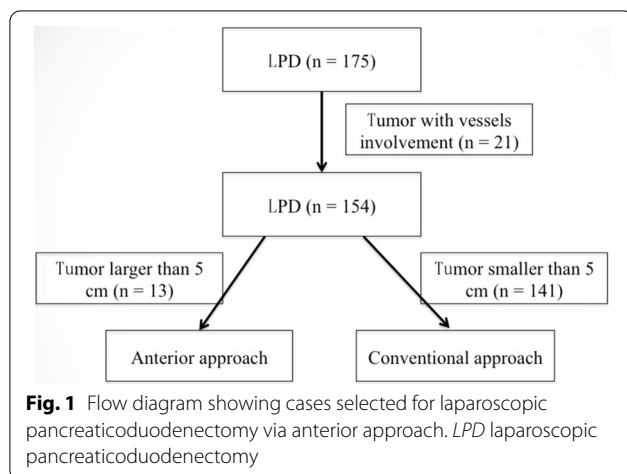 LPD (n = 175)
Tumor with vessels
involvement (n = 21)
LPD (n = 154)
Tumor larger than 5
cm (n = 13)
Tumor smaller than 5
cm (n = 141)
Anterior approach
Conventional approach
Fig. 1 Flow diagram showing cases selected for laparoscopic
pancreaticoduodenectomy via anterior approach. LPD laparoscopic
pancreaticoduodenectomy